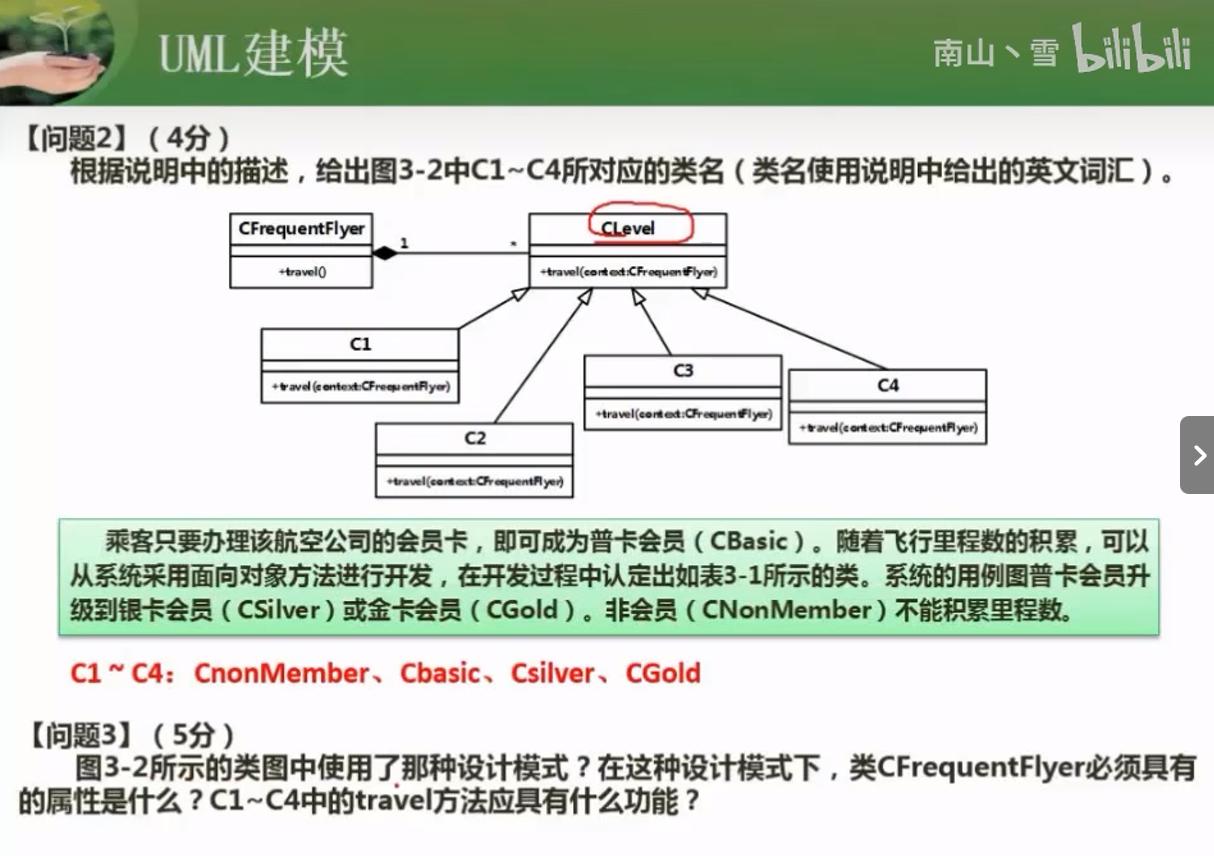 UML建模
南山丶雪 bilibili
【问题2】（4分）
根据说明中的描述，给出图3-2中C1~C4所对应的类名（类名使用说明中给出的英文词汇）。
CFrequentFlyer
+travel()
1
*
CLevel
+travel(context:CFrequentFlyer)
C1
+travel(context:CFrequentFlyer)
C2
+travel(context:CFrequentFlyer)
C3
+travel(context:CFrequentFlyer)
C4
+travel(context:CFrequentFlyer)
乘客只要办理该航空公司的会员卡，即可成为普卡会员（CBasic）。随着飞行里程数的积累，可以
从系统采用面向对象方法进行开发，在开发过程中认定出如表3-1所示的类。系统的用例图普卡会员升
级到银卡会员（CSilver）或金卡会员（CGold）。非会员（CNonMember）不能积累里程数。
C1 ~ C4：CnonMember、Cbasic、Csilver、CGold
【问题3】（5分）
图3-2所示的类图中使用了那种设计模式？在这种设计模式下，类CFrequentFlyer必须具有
的属性是什么？C1~C4中的travel方法应具有什么功能？